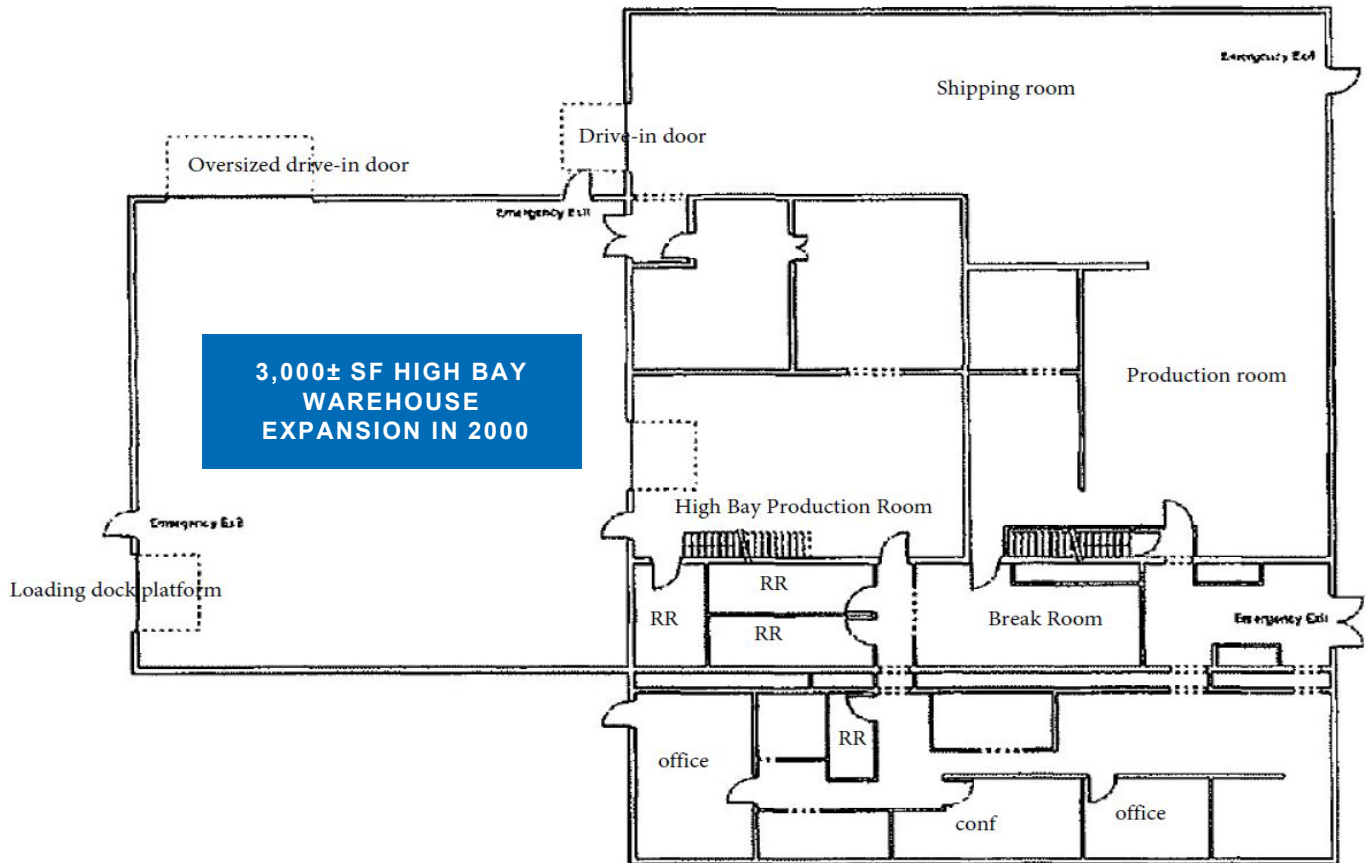 Emergency Exit
Shipping room
Drive-in door
Oversized drive-in door
Emergency Exit
3,000± SF HIGH BAY
WAREHOUSE
EXPANSION IN 2000
Production room
High Bay Production Room
Emergency Exit
Loading dock platform
RR
RR
RR
Break Room
Emergency Exit
RR
office
conf
office